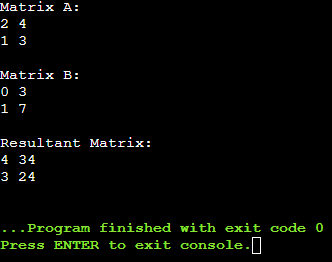 Matrix A:
2 4
1 3
Matrix B:
0 3
1 7
Resultant Matrix:
4 34
3 24
...Program finished with exit code 0
Press ENTER to exit console.